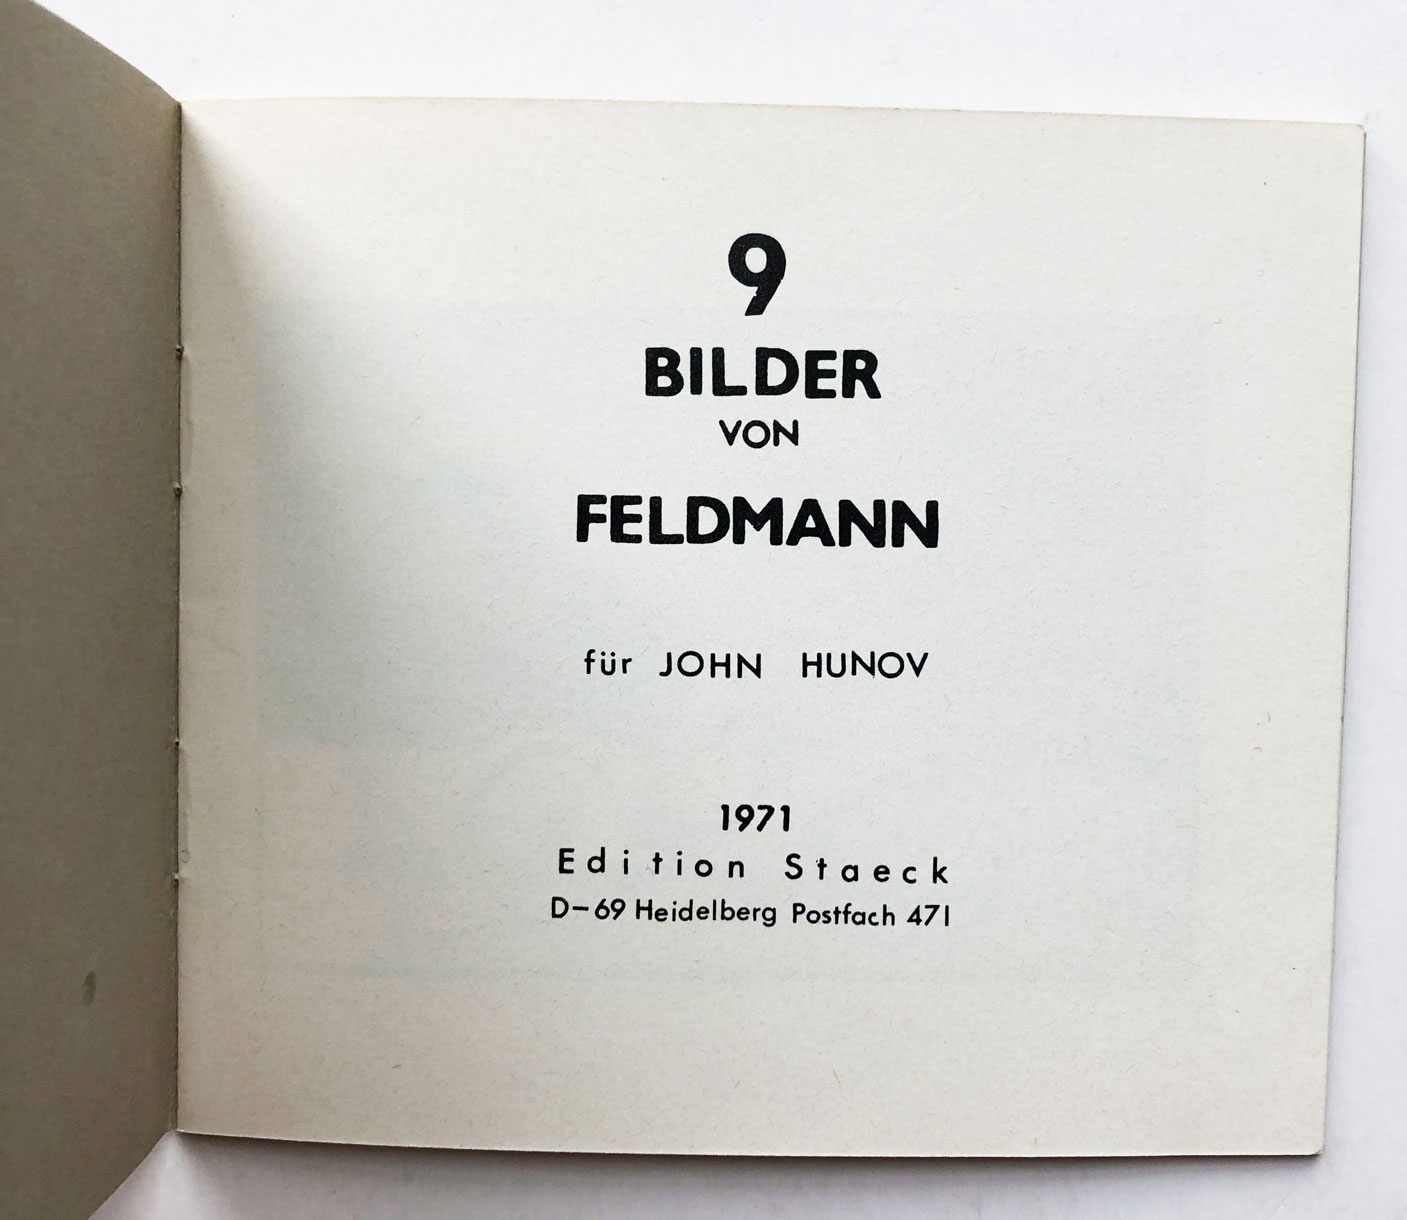 9
BILDER
VON
FELDMANN
für JOHN HUNOV
1971
Edition Staeck
D-69 Heidelberg Postfach 471